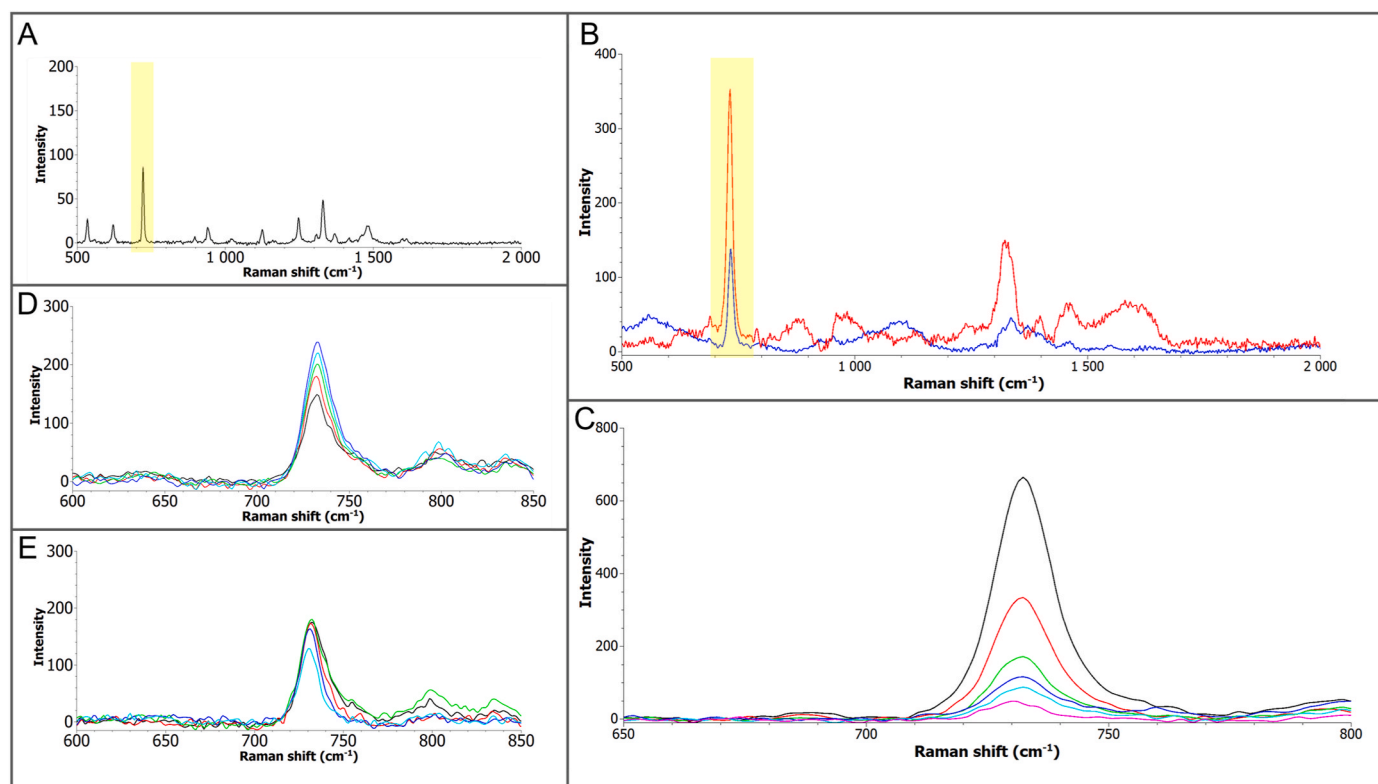 A
200
150
100
50
0
500 1 000 1 500 2 000
Intensity
Raman shift (cm-1)
B
400
300
200
100
0
500 1 000 1 500 2 000
Intensity
Raman shift (cm-1)
D
300
200
100
0
600 650 700 750 800 850
Intensity
Raman shift (cm-1)
E
300
200
100
0
600 650 700 750 800 850
Intensity
Raman shift (cm-1)
C
800
600
400
200
0
650 700 750 800
Intensity
Raman shift (cm-1)